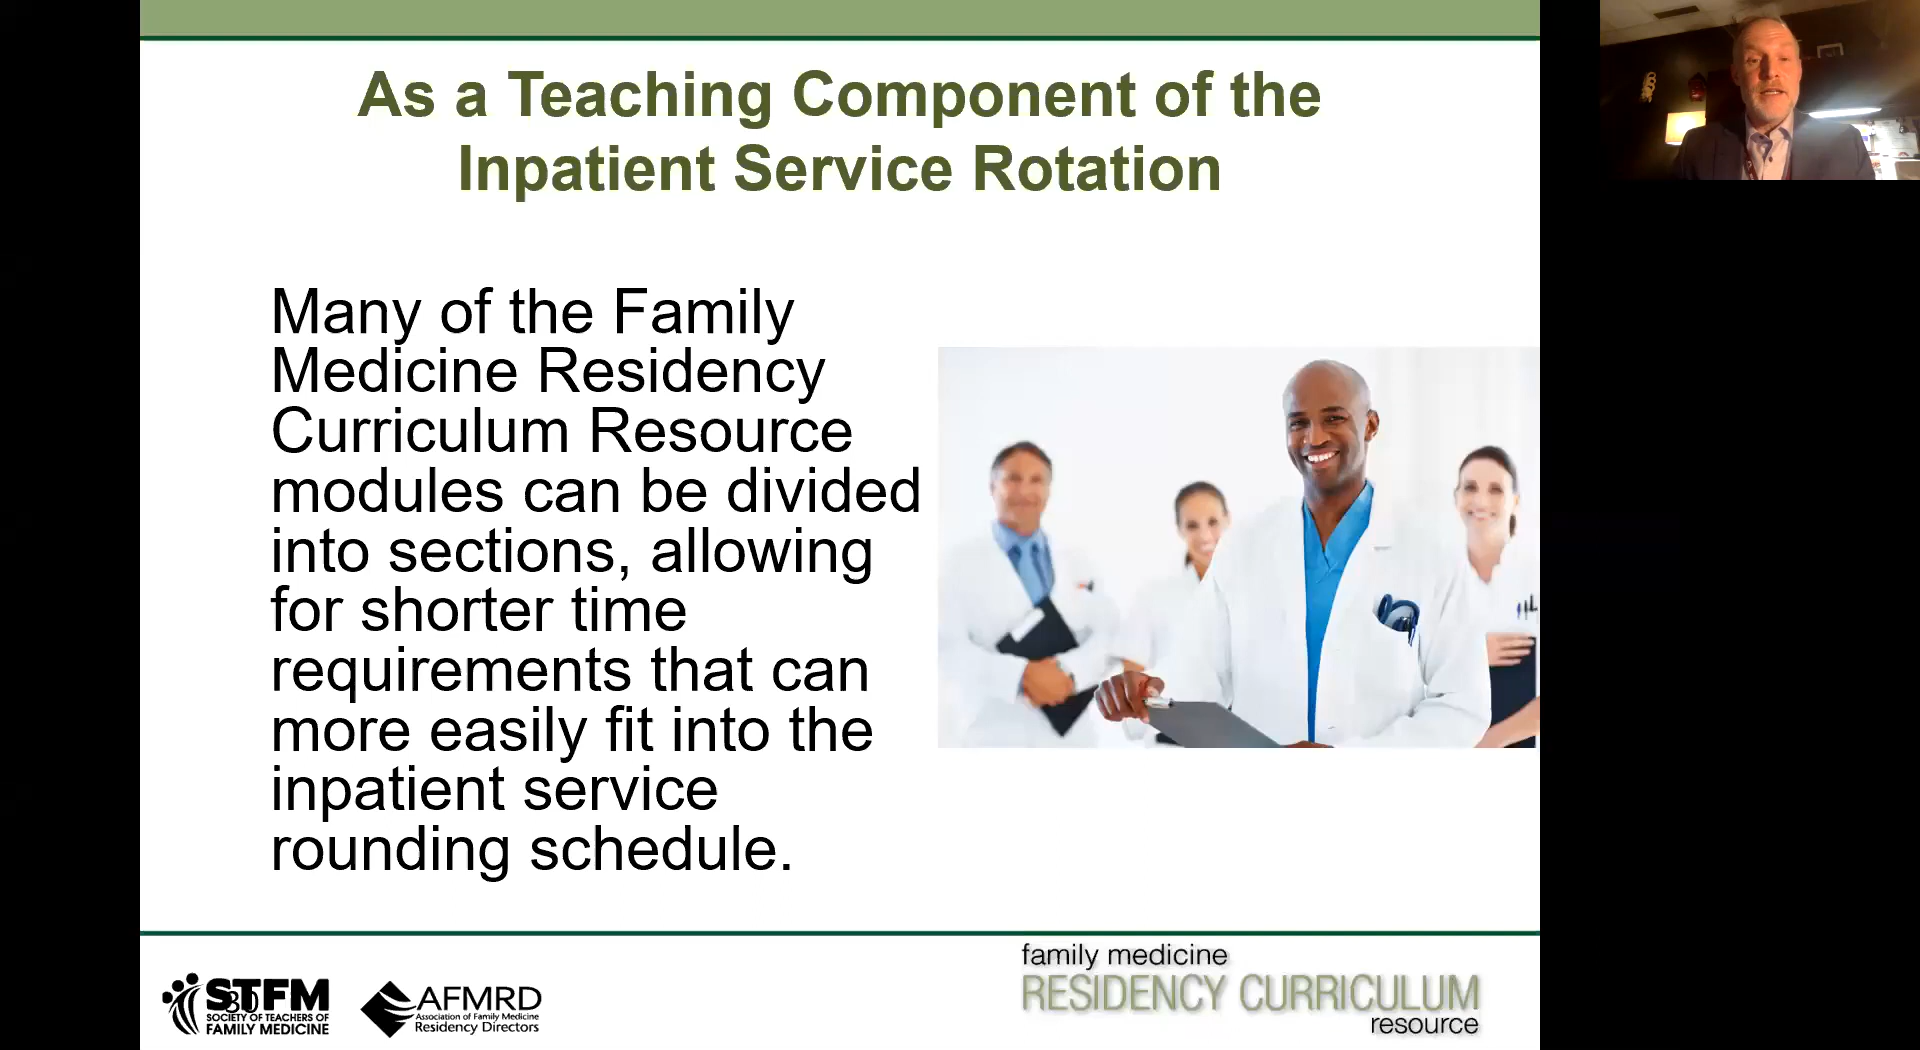 As a Teaching Component of the
Inpatient Service Rotation
Many of the Family
Medicine Residency
Curriculum Resource
modules can be divided
into sections, allowing
for shorter time
requirements that can
more easily fit into the
inpatient service
rounding schedule.
30
STFM
SOCIETY OF TEACHERS OF
FAMILY MEDICINE
AFMRD
Association of Family Medicine
Residency Directors
family medicine
RESIDENCY CURRICULUM
resource